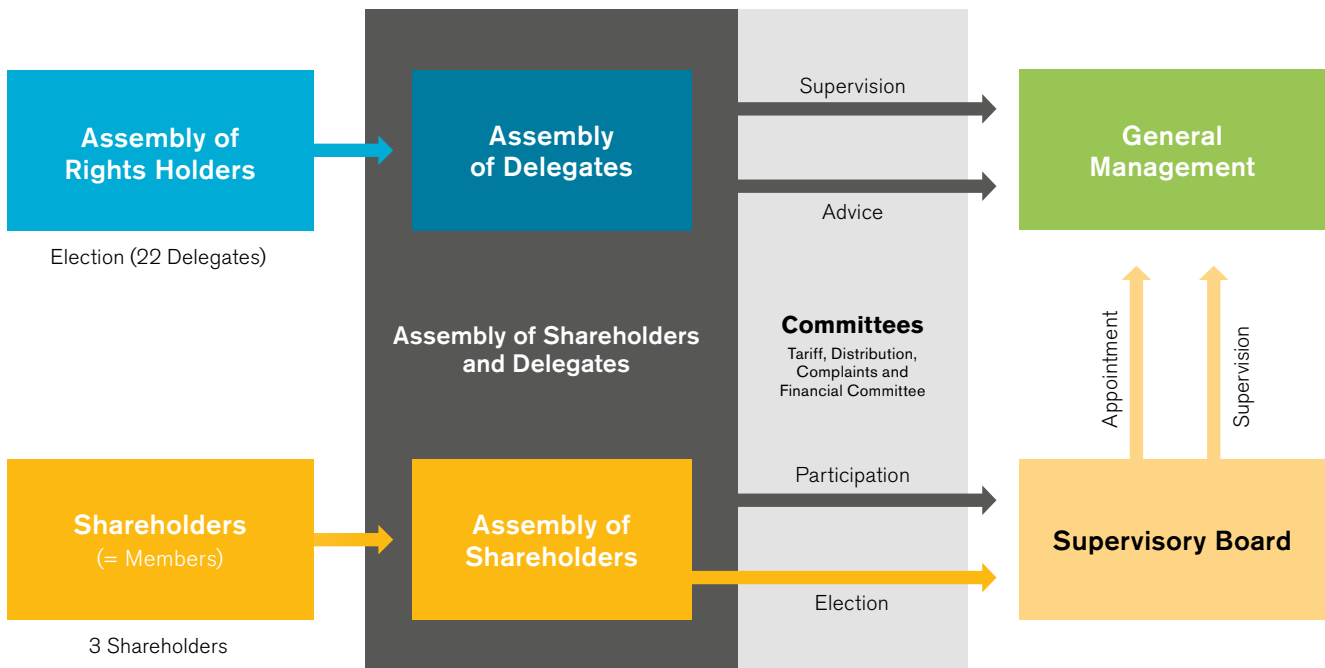 Assembly of
Rights Holders
Election (22 Delegates)
Shareholders
(= Members)
3 Shareholders
Assembly
of Delegates
Assembly of Shareholders
and Delegates
Assembly of
Shareholders
Supervision
Advice
Committees
Tariff, Distribution,
Complaints and
Financial Committee
Participation
Election
General
Management
Appointment
Supervision
Supervisory Board